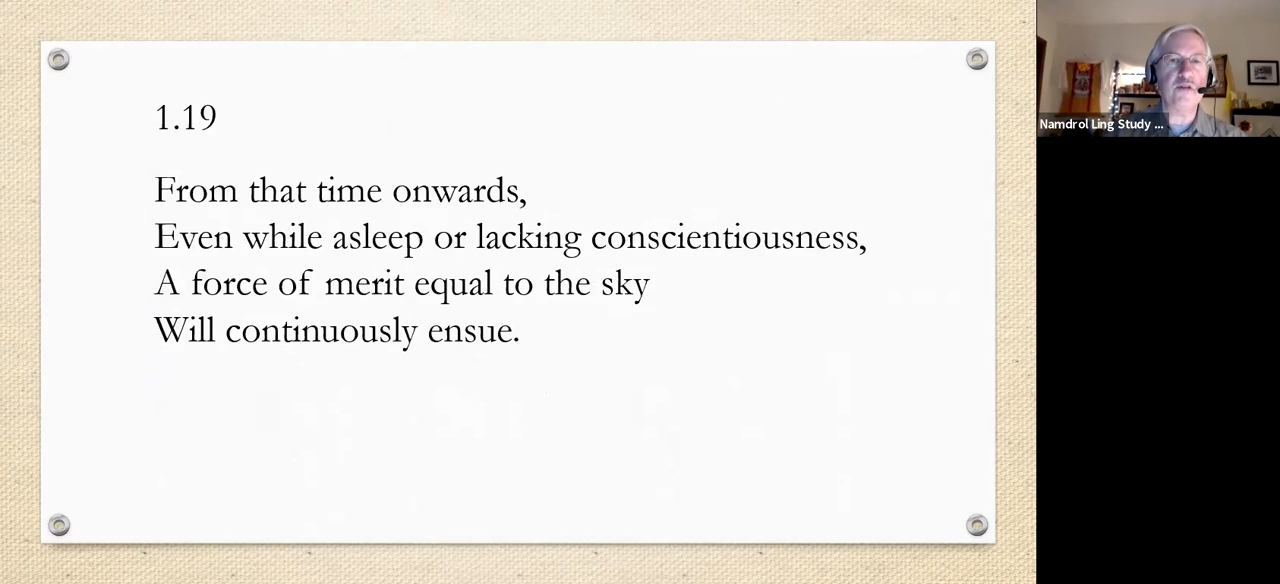 1.19
From that time onwards,
Even while asleep or lacking conscientiousness,
A force of merit equal to the sky
Will continuously ensue.
Namdrol Ling Study ...